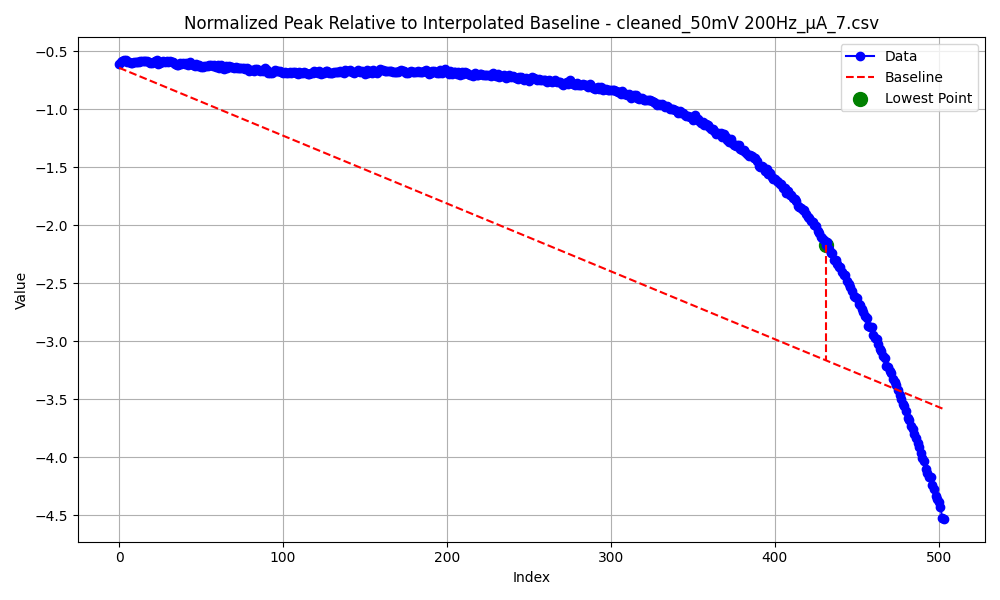 Normalized Peak Relative to Interpolated Baseline - cleaned_50mV 200Hz_μA_7.csv
Data
Baseline
Lowest Point
Value
−0.5
−1.0
−1.5
−2.0
−2.5
−3.0
−3.5
−4.0
−4.5
0 100 200 300 400 500
Index